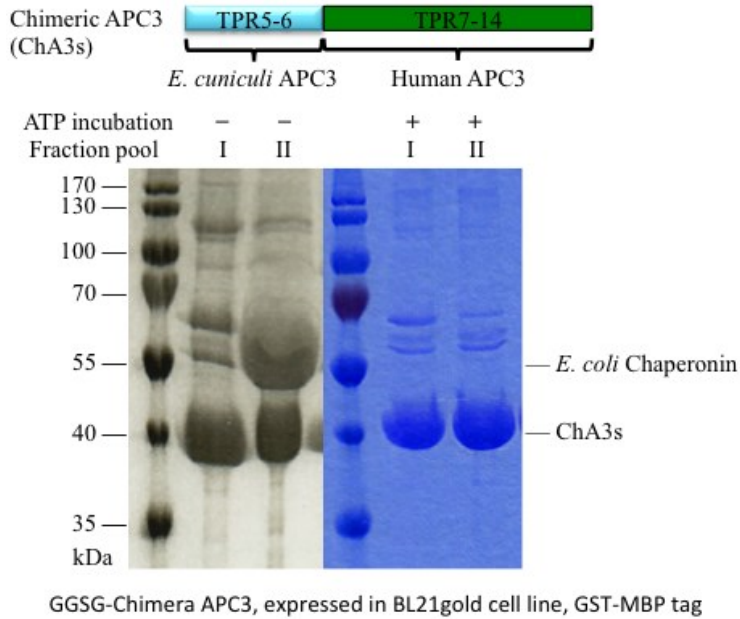 Chimeric APC3 TPR5-6 TPR7-14
(ChA3s)
E. cuniculi APC3 Human APC3
ATP incubation − − + +
Fraction pool I II I II
170
130
100
70
55 E. coli Chaperonin
40 ChA3s
35
kDa
GGSG-Chimera APC3, expressed in BL21gold cell line, GST-MBP tag